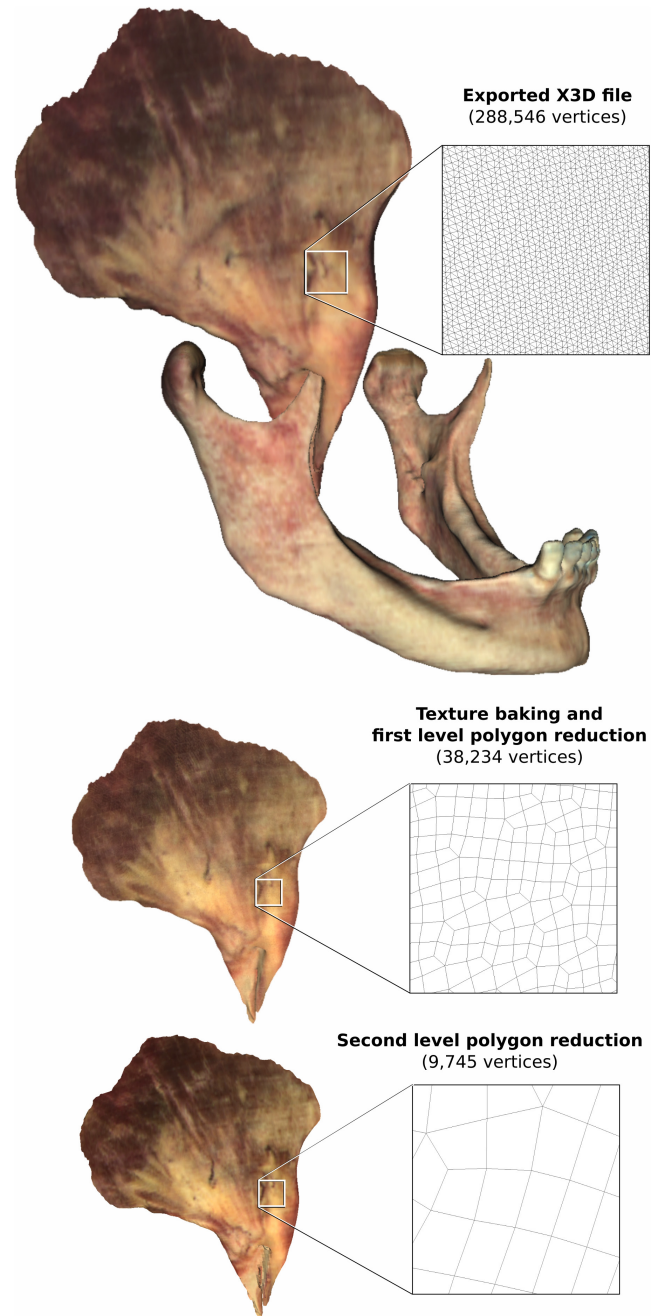 Exported X3D file
(288,546 vertices)
Texture baking and
first level polygon reduction
(38,234 vertices)
Second level polygon reduction
(9,745 vertices)